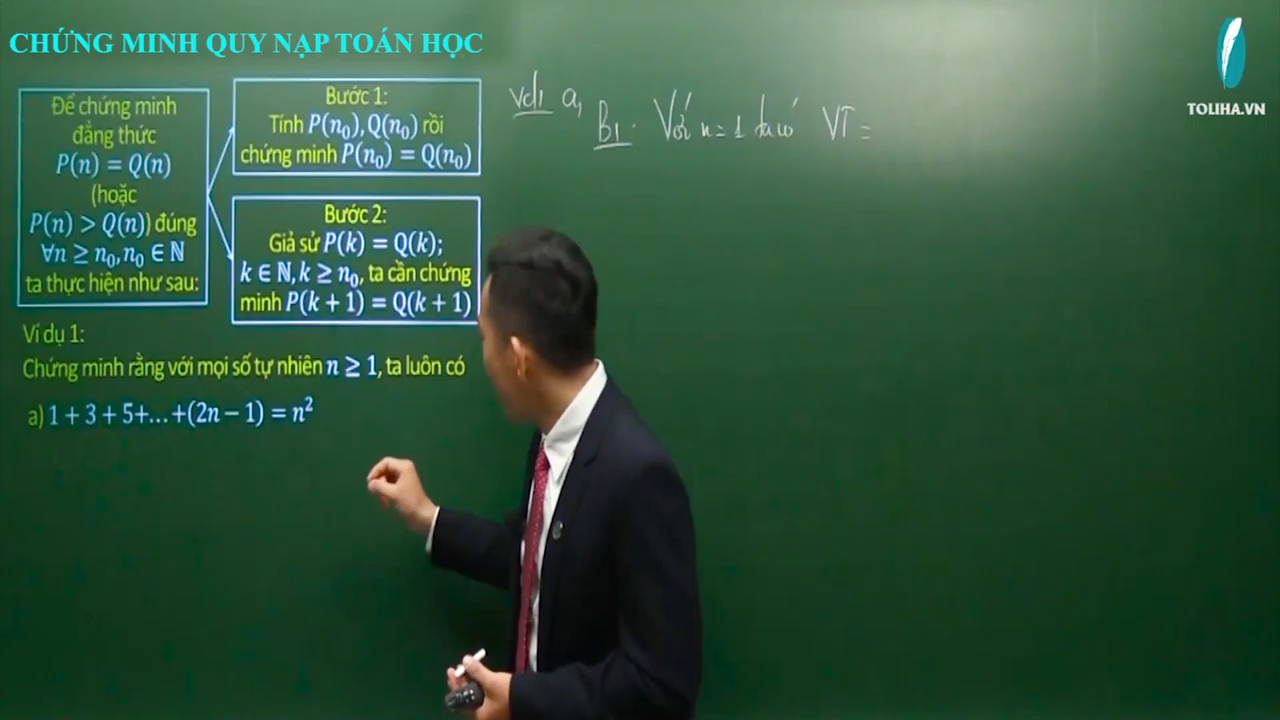 CHỨNG MINH QUY NẠP TOÁN HỌC
TOLIHA.VN
Để chứng minh
đẳng thức
P(n) = Q(n)
(hoặc
P(n) > Q(n)) đúng
∀n ≥ n₀, n₀ ∈ ℕ
ta thực hiện như sau:
Bước 1:
Tính P(n₀), Q(n₀) rồi
chứng minh P(n₀) = Q(n₀)
Bước 2:
Giả sử P(k) = Q(k);
k ∈ ℕ, k ≥ n₀, ta cần chứng
minh P(k + 1) = Q(k + 1)
Ví dụ 1:
Chứng minh rằng với mọi số tự nhiên n ≥ 1, ta luôn có
a) 1 + 3 + 5+...+(2n − 1) = n²
Vd1 a,
B1. Với n = 1 ta có VT =